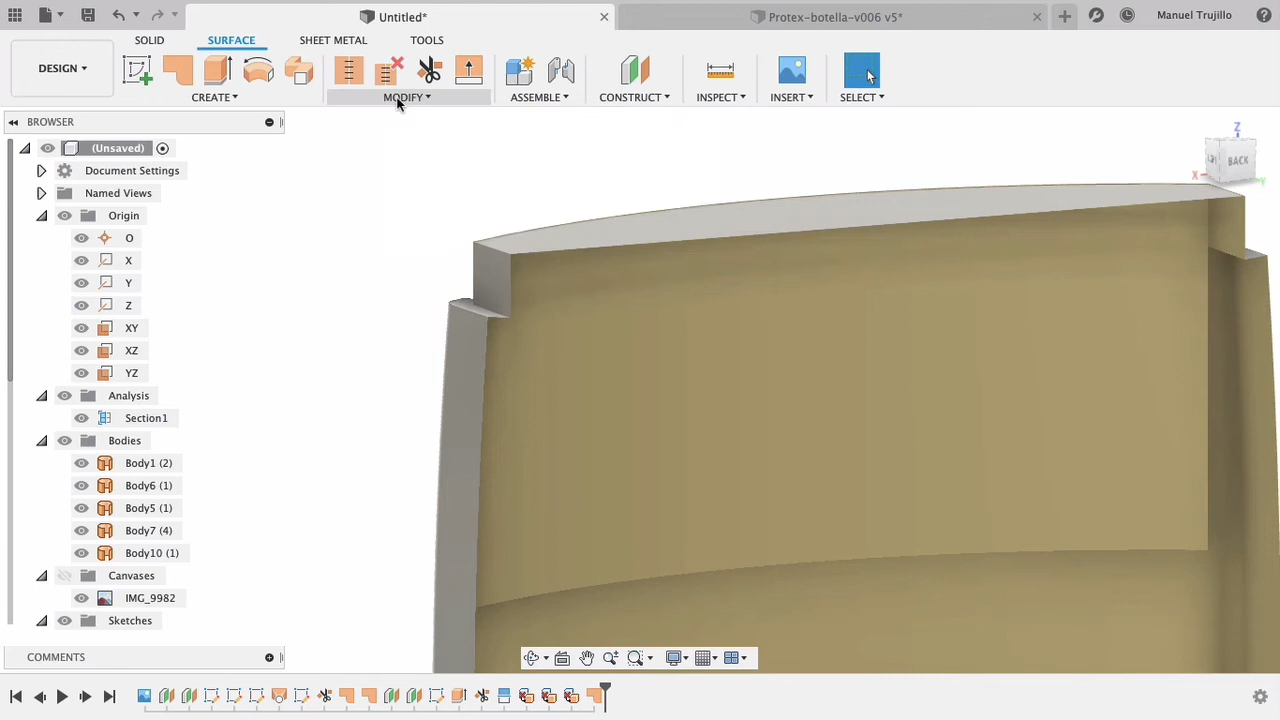 Untitled*
Protex-botella-v006 v5*
Manuel Trujillo
DESIGN
SOLID
SURFACE
SHEET METAL
TOOLS
CREATE
MODIFY
ASSEMBLE
CONSTRUCT
INSPECT
INSERT
SELECT
BROWSER
(Unsaved)
Document Settings
Named Views
Origin
O
X
Y
Z
XY
XZ
YZ
Analysis
Section1
Bodies
Body1 (2)
Body6 (1)
Body5 (1)
Body7 (4)
Body10 (1)
Canvases
IMG_9982
Sketches
COMMENTS
Z
BACK
X
Y